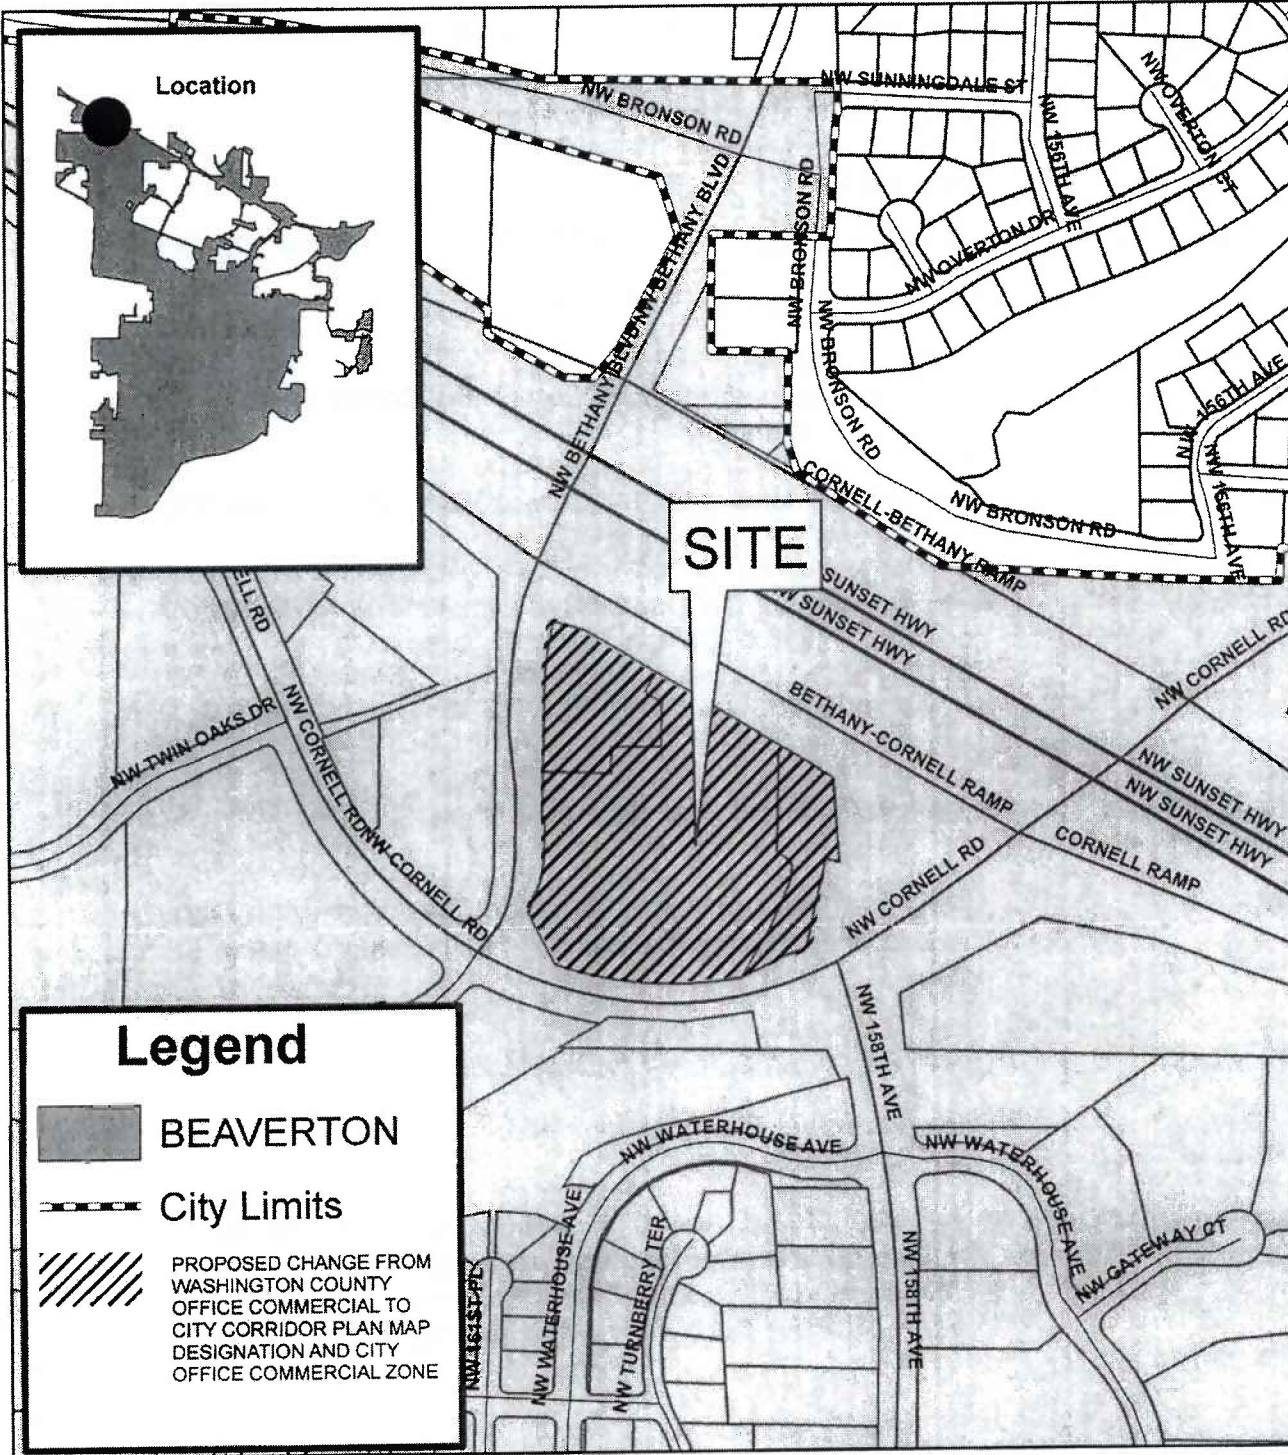 Location
NW BRONSON RD
NW SUNNINGDALE ST
NW OVERTON CT
NW 156TH AVE
NW BETHANY BLVD
NW BRONSON RD
NW OVERTON DR
NW BETHANY BLVD
NW BRONSON RD
NW 156TH AVE
NW 156TH AVE
CORNELL-BETHANY RAMP
NW BRONSON RD
SITE
SUNSET HWY
W SUNSET HWY
NW CORNELL RD
ELL RD
NW TWIN OAKS DR
NW CORNELL RD
NW CORNELL RD
BETHANY-CORNELL RAMP
NW SUNSET HWY
NW SUNSET HWY
CORNELL RAMP
NW CORNELL RD
NW 158TH AVE
NW WATERHOUSE AVE
NW WATERHOUSE AVE
NW WATERHOUSE AVE
NW TURNBERRY TER
NW 161ST PL
NW 158TH AVE
NW GATEWAY CT
Legend
BEAVERTON
City Limits
PROPOSED CHANGE FROM
WASHINGTON COUNTY
OFFICE COMMERCIAL TO
CITY CORRIDOR PLAN MAP
DESIGNATION AND CITY
OFFICE COMMERCIAL ZONE